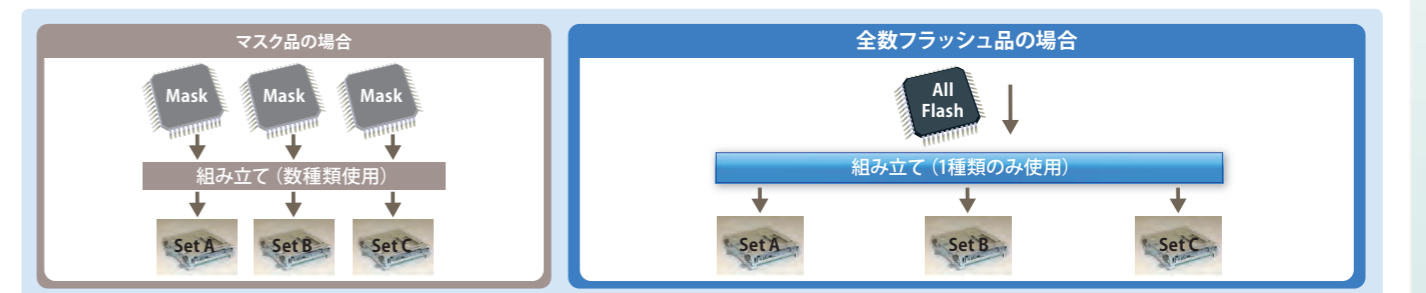 マスク品の場合
Mask
Mask
Mask
組み立て（数種類使用）
Set A
Set B
Set C
全数フラッシュ品の場合
All
Flash
組み立て（1種類のみ使用）
Set A
Set B
Set C